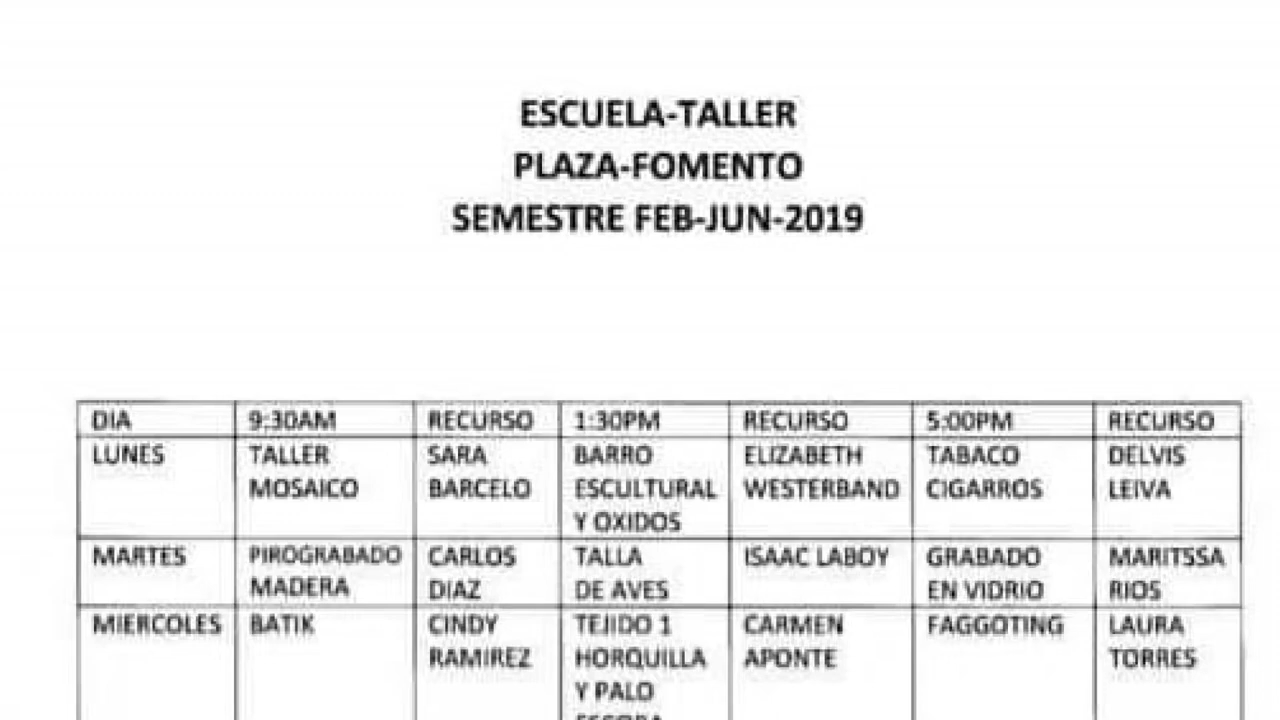 ESCUELA-TALLER
PLAZA-FOMENTO
SEMESTRE FEB-JUN-2019
DIA 9:30AM RECURSO 1:30PM RECURSO 5:00PM RECURSO
LUNES TALLER SARA BARRO ELIZABETH TABACO DELVIS
MOSAICO BARCELO ESCULTURAL WESTERBAND CIGARROS LEIVA
Y OXIDOS
MARTES PIROGRABADO CARLOS TALLA ISAAC LABOY GRABADO MARITSSA
MADERA DIAZ DE AVES EN VIDRIO RIOS
MIERCOLES BATIK CINDY TEJIDO 1 CARMEN FAGGOTING LAURA
RAMIREZ HORQUILLA APONTE TORRES
Y PALO